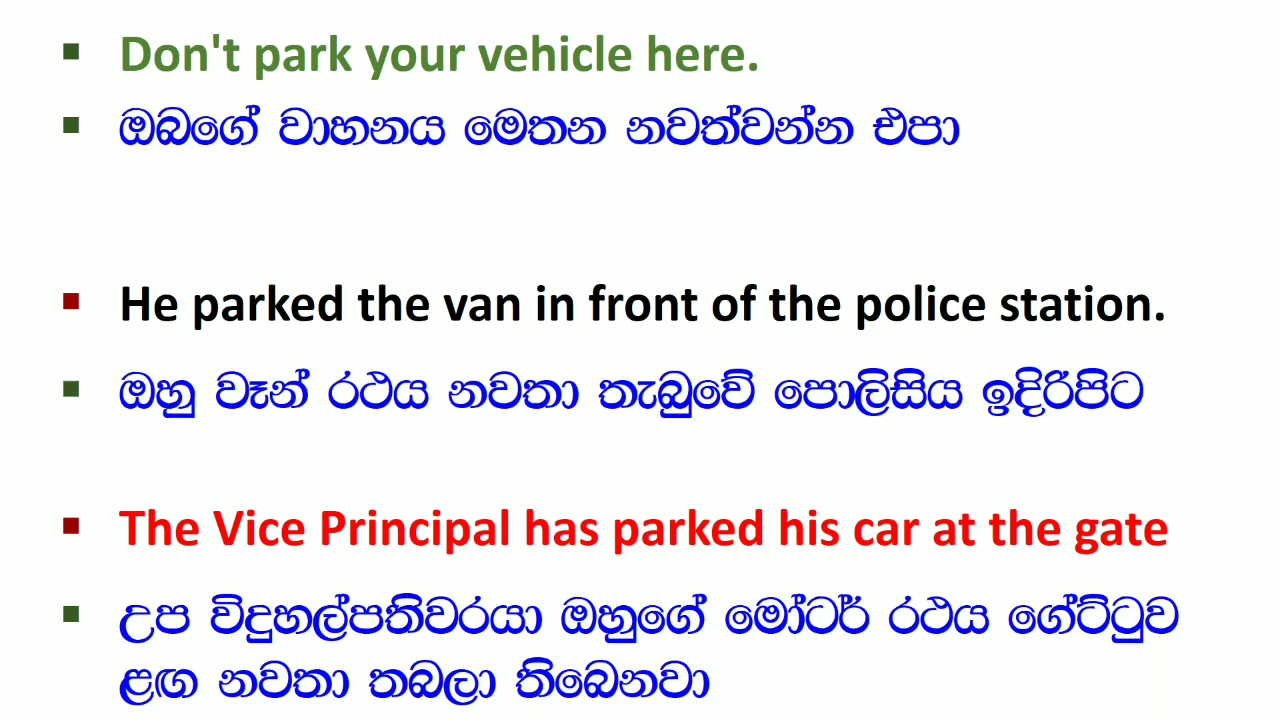 Don't park your vehicle here.
ඔබගේ වාහනය මෙතන නවත්වන්න එපා
He parked the van in front of the police station.
ඔහු වෑන් රථය නවතා තැබුවේ පොලිසිය ඉදිරිපිට
The Vice Principal has parked his car at the gate
උප විදුහල්පතිවරයා ඔහුගේ මෝටර් රථය ගේට්ටුව
ළඟ නවතා තබලා තිබෙනවා